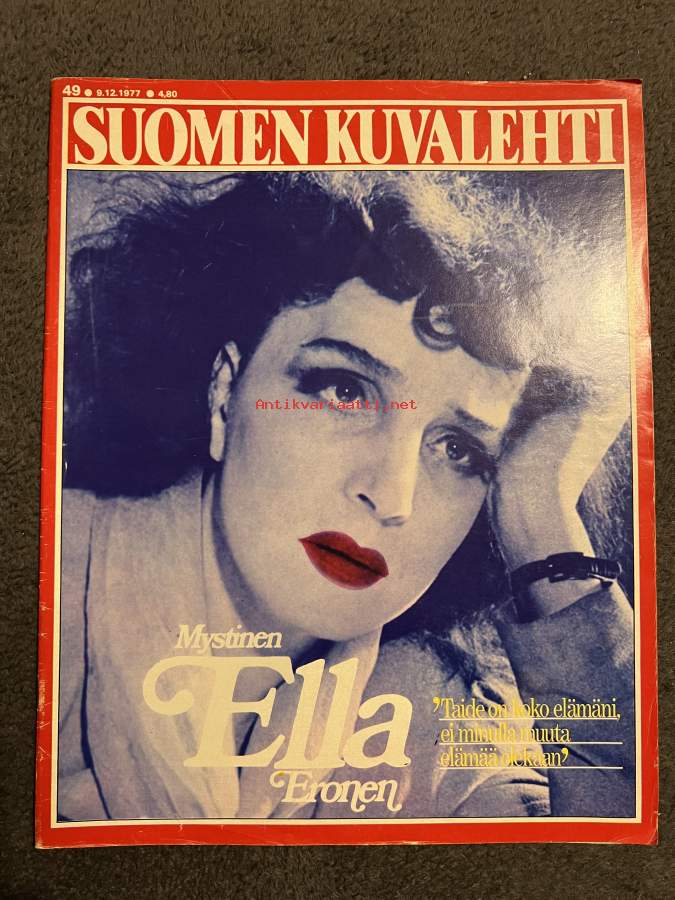 49 ● 9.12.1977 ● 4,80
SUOMEN KUVALEHTI
Antikvariaatti.net
Mystinen
Ella
Eronen
’Taide on koko elämäni,
ei minulla muuta
elämää olekaan’